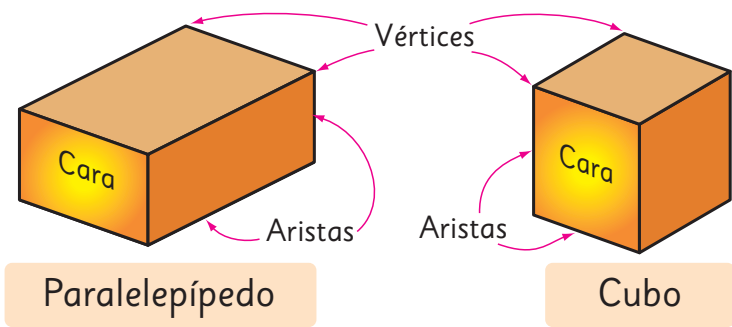 Vértices
Cara
Cara
Aristas
Aristas
Paralelepípedo
Cubo